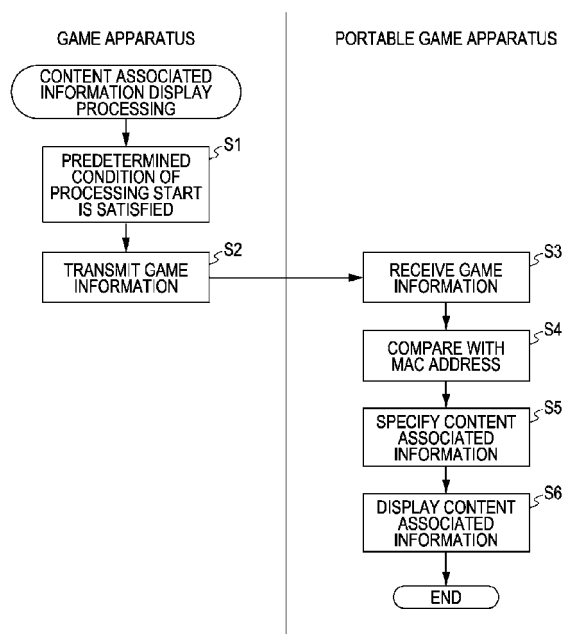 GAME APPARATUS
PORTABLE GAME APPARATUS
CONTENT ASSOCIATED
INFORMATION DISPLAY
PROCESSING
S1
PREDETERMINED
CONDITION OF
PROCESSING START
IS SATISFIED
S2
TRANSMIT GAME
INFORMATION
S3
RECEIVE GAME
INFORMATION
S4
COMPARE WITH
MAC ADDRESS
S5
SPECIFY CONTENT
ASSOCIATED
INFORMATION
S6
DISPLAY CONTENT
ASSOCIATED
INFORMATION
END